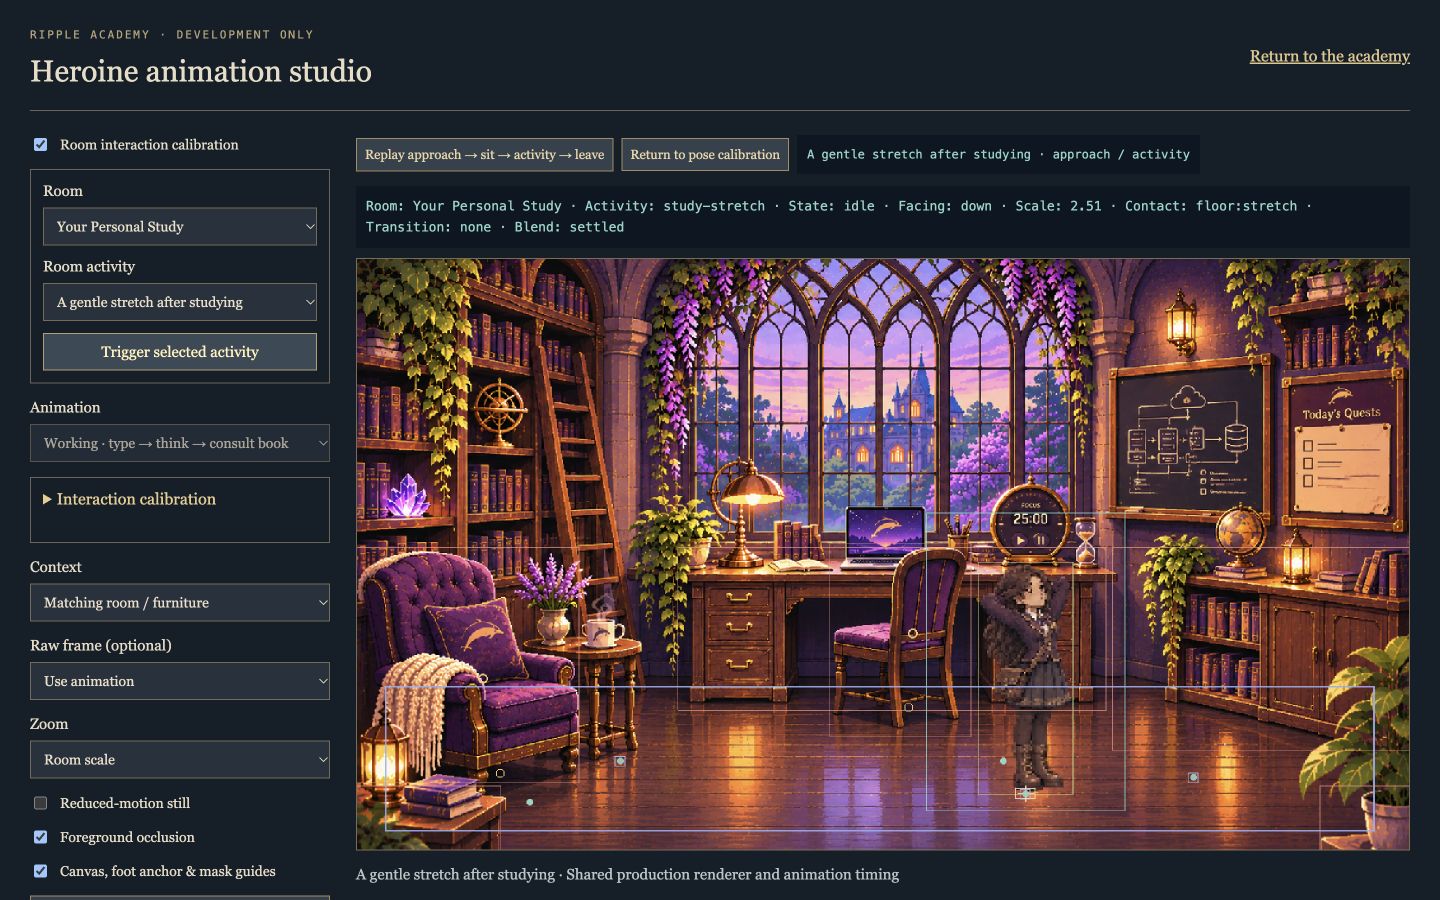 RIPPLE ACADEMY · DEVELOPMENT ONLY
Heroine animation studio
Return to the academy
Room interaction calibration
Room
Your Personal Study
Room activity
A gentle stretch after studying
Trigger selected activity
Animation
Working · type → think → consult book
Interaction calibration
Context
Matching room / furniture
Raw frame (optional)
Use animation
Zoom
Room scale
Reduced-motion still
Foreground occlusion
Canvas, foot anchor & mask guides
Replay approach → sit → activity → leave
Return to pose calibration
A gentle stretch after studying · approach / activity
Room: Your Personal Study · Activity: study-stretch · State: idle · Facing: down · Scale: 2.51 · Contact: floor:stretch ·
Transition: none · Blend: settled
Today's Quests
FOCUS
25:00
A gentle stretch after studying · Shared production renderer and animation timing